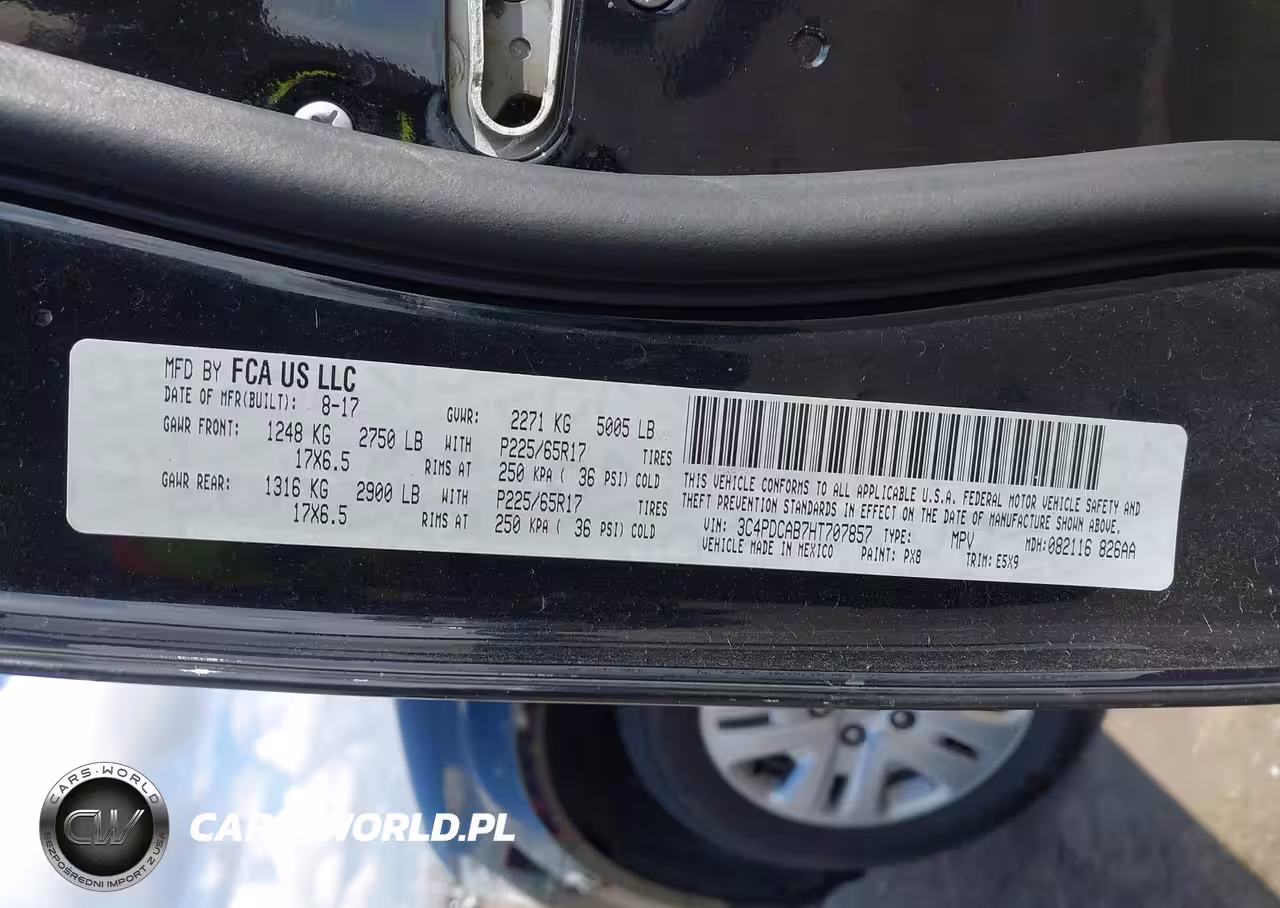 MFD BY FCA US LLC
DATE OF MFR(BUILT): 8-17
GVWR: 2271 KG 5005 LB
GAWR FRONT: 1248 KG 2750 LB WITH P225/65R17 TIRES
17X6.5 RIMS AT 250 KPA ( 36 PSI) COLD
GAWR REAR: 1316 KG 2900 LB WITH P225/65R17 TIRES
17X6.5 RIMS AT 250 KPA ( 36 PSI) COLD
THIS VEHICLE CONFORMS TO ALL APPLICABLE U.S.A. FEDERAL MOTOR VEHICLE SAFETY AND
THEFT PREVENTION STANDARDS IN EFFECT ON THE DATE OF MANUFACTURE SHOWN ABOVE.
VIN: 3C4PDCAB7HT707857 TYPE: MPV MDH:082116 826AA
VEHICLE MADE IN MEXICO PAINT: PX8 TRIM: E5X9
CARS-WORLD
CW
BEZPOŚREDNI IMPORT Z USA
CARS-WORLD.PL